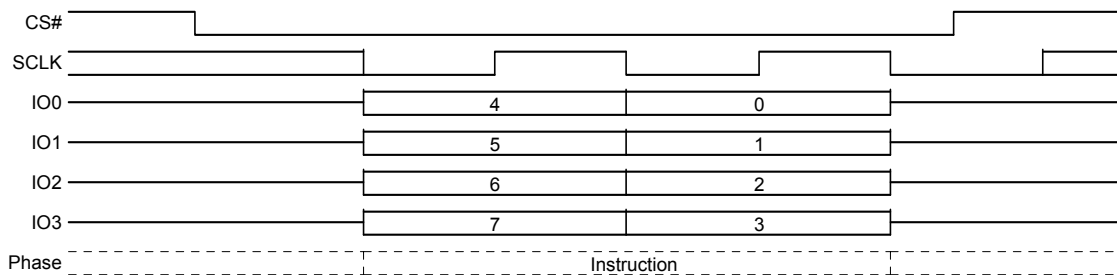 CS#
SCLK
IO0 4 0
IO1 5 1
IO2 6 2
IO3 7 3
Phase Instruction